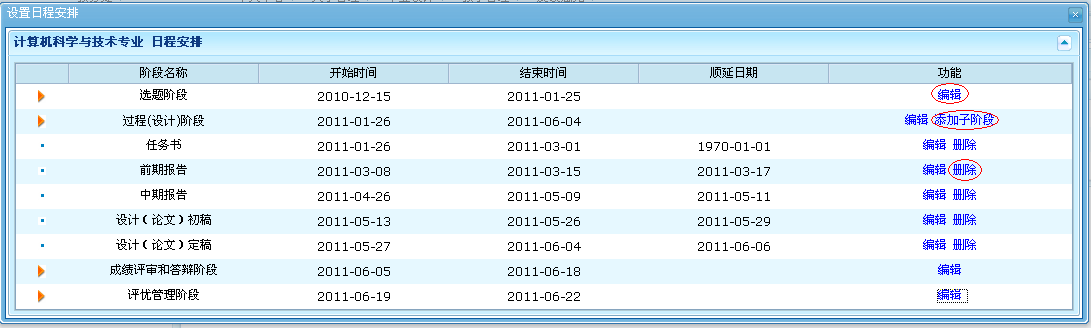 设置日程安排
计算机科学与技术专业 日程安排
阶段名称 开始时间 结束时间 顺延日期 功能
选题阶段 2010-12-15 2011-01-25 编辑
过程(设计)阶段 2011-01-26 2011-06-04 编辑 添加子阶段
任务书 2011-01-26 2011-03-01 1970-01-01 编辑 删除
前期报告 2011-03-08 2011-03-15 2011-03-17 编辑 删除
中期报告 2011-04-26 2011-05-09 2011-05-11 编辑 删除
设计(论文)初稿 2011-05-13 2011-05-26 2011-05-29 编辑 删除
设计(论文)定稿 2011-05-27 2011-06-04 2011-06-06 编辑 删除
成绩评审和答辩阶段 2011-06-05 2011-06-18 编辑
评优管理阶段 2011-06-19 2011-06-22 编辑